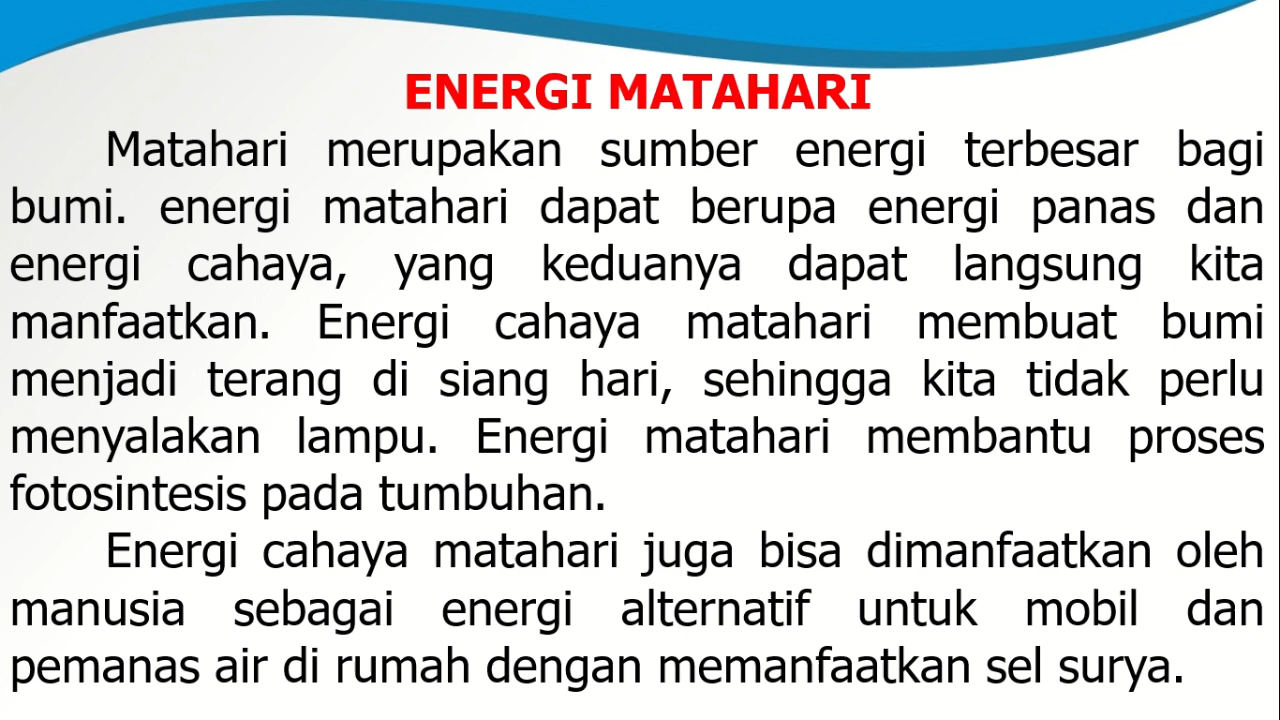 ENERGI MATAHARI
Matahari merupakan sumber energi terbesar bagi
bumi. energi matahari dapat berupa energi panas dan
energi cahaya, yang keduanya dapat langsung kita
manfaatkan. Energi cahaya matahari membuat bumi
menjadi terang di siang hari, sehingga kita tidak perlu
menyalakan lampu. Energi matahari membantu proses
fotosintesis pada tumbuhan.
Energi cahaya matahari juga bisa dimanfaatkan oleh
manusia sebagai energi alternatif untuk mobil dan
pemanas air di rumah dengan memanfaatkan sel surya.